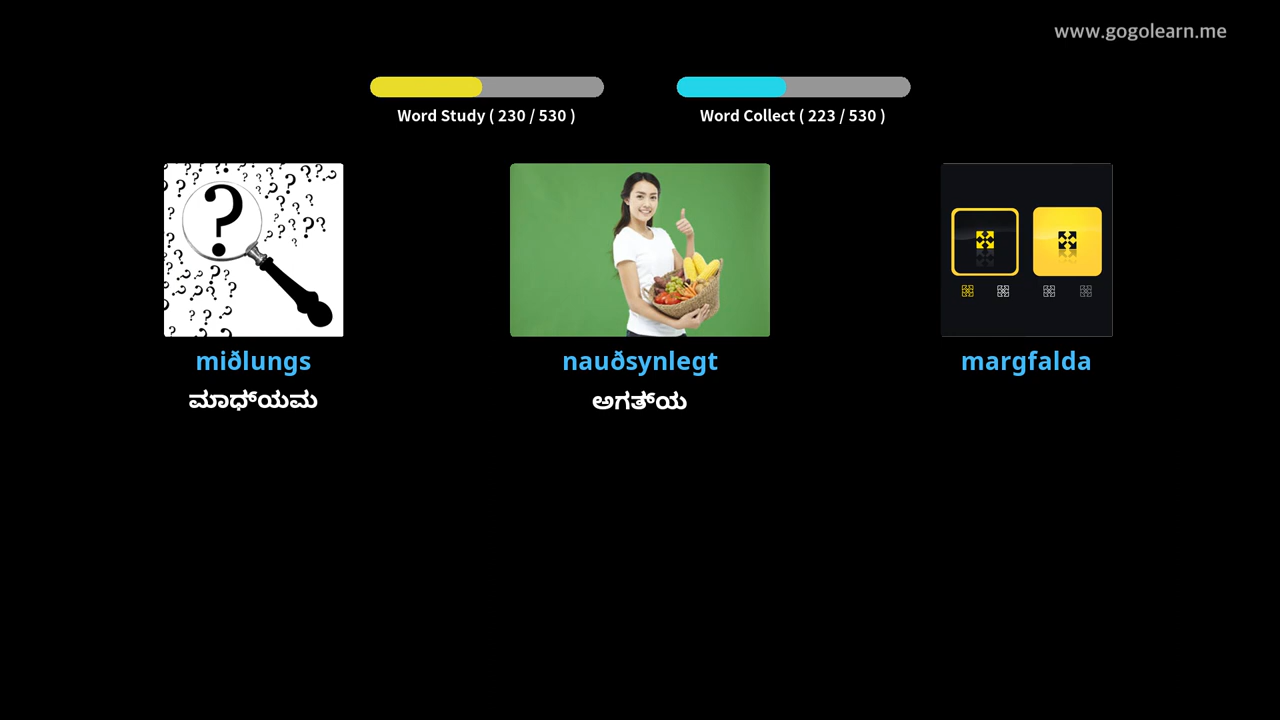 www.gogolearn.me
Word Study ( 230 / 530 )
Word Collect ( 223 / 530 )
miðlungs
nauðsynlegt
margfalda
ಮಾಧ್ಯಮ
ಅಗತ್ಯ